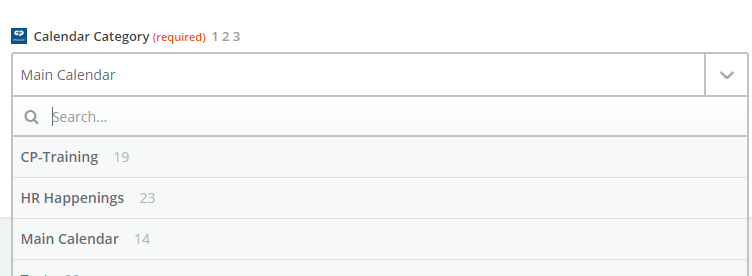 Calendar Category (required) 1 2 3
Main Calendar
Search...
CP-Training 19
HR Happenings 23
Main Calendar 14